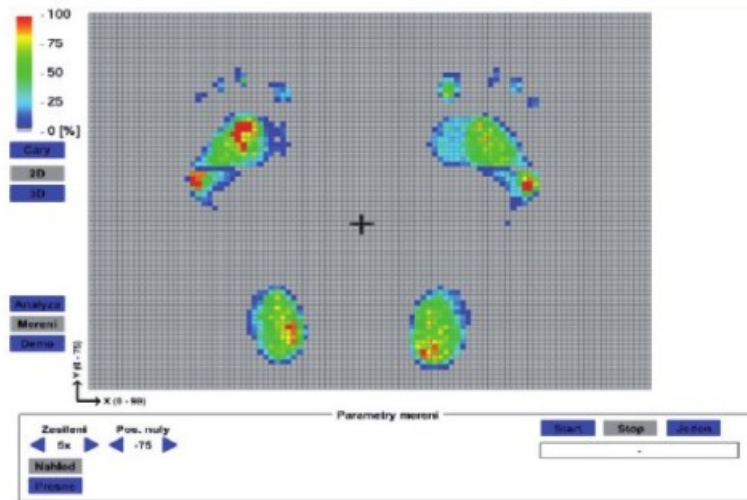 - 100
- 75
- 50
- 25
- 0 [%]
Cary
2D
3D
Analyza
Mereni
Demo
Y (0 - 75)
X (0 - 99)
Parametry mereni
Zesileni
Pos. nuly
5x
-75
Nahled
Presne
Start
Stop
Jeden
-